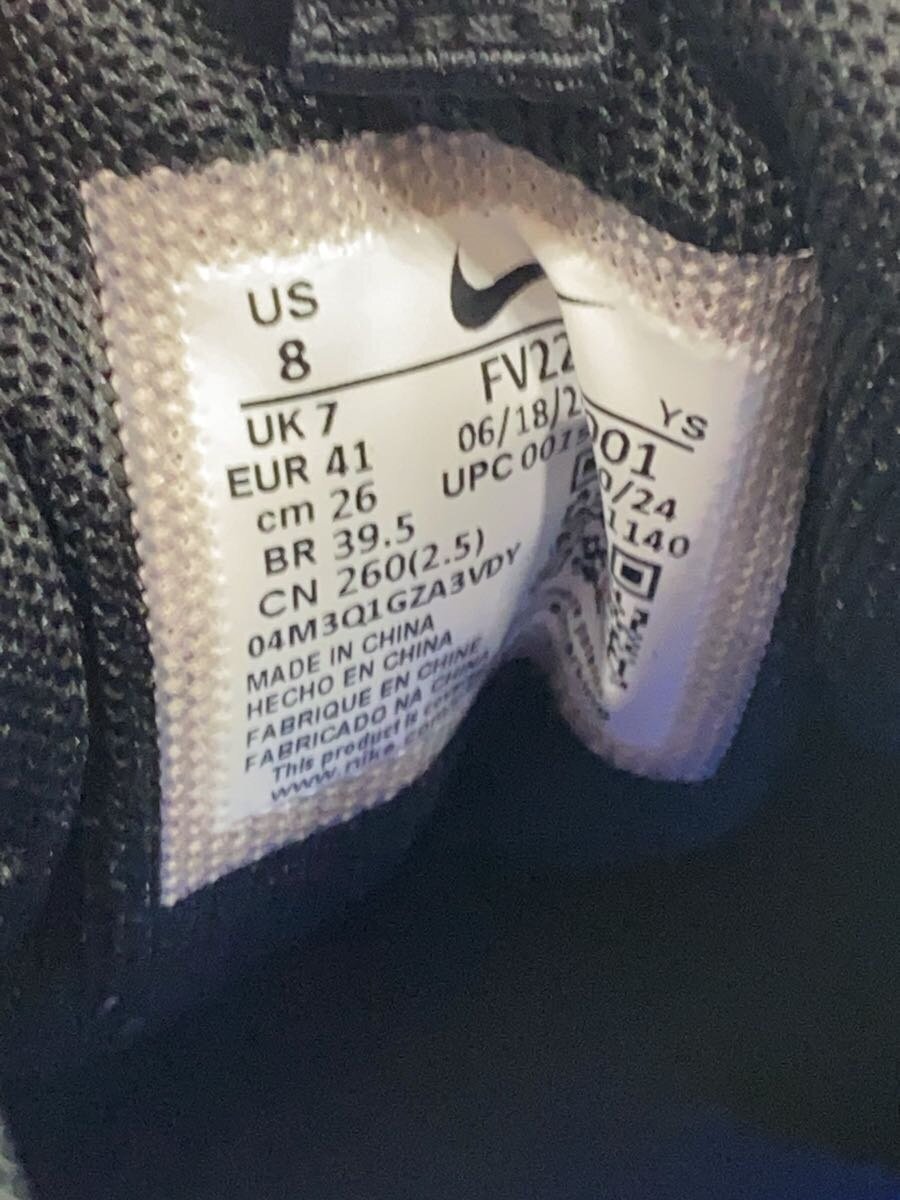 US
8
UK 7
EUR 41
cm 26
BR 39.5
CN 260(2.5)
04M3Q1GZA3VDY
MADE IN CHINA
HECHO EN CHINA
FABRIQUE EN CHINE
FABRICADO NA CHINA
This product is
www.nike.
FV22
06/18/2
UPC 001
YS
001
/24
1140